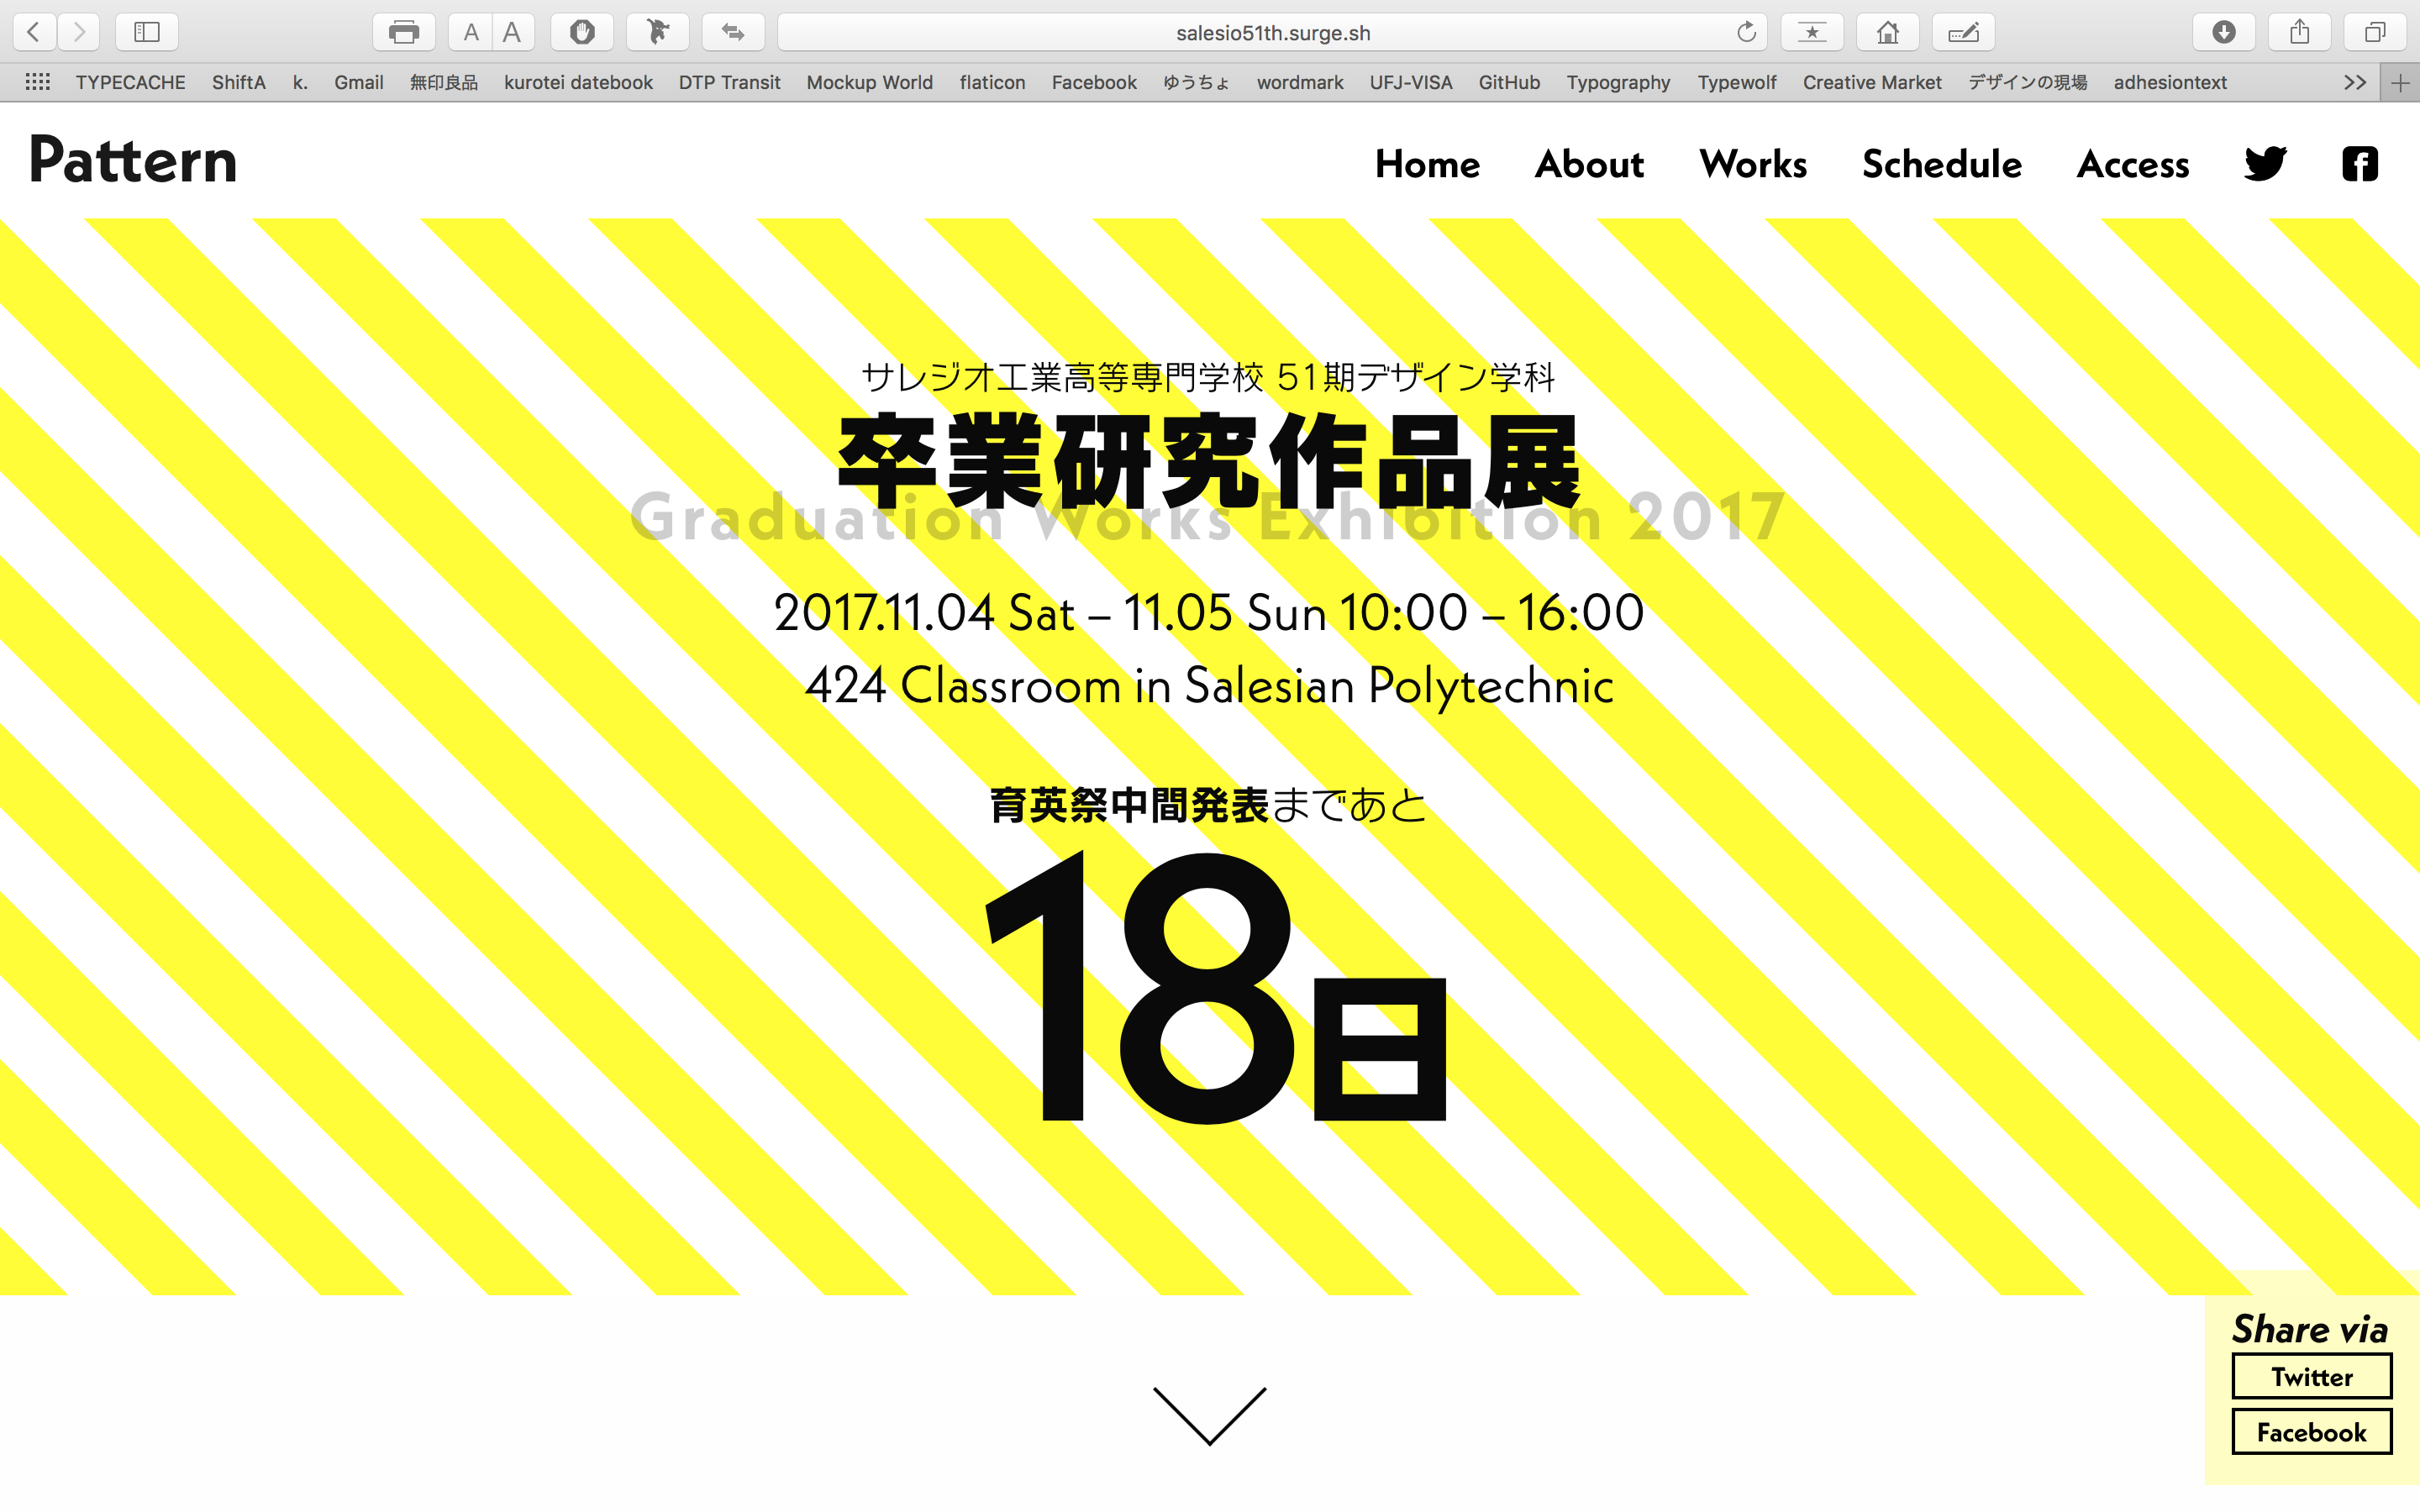 A A
salesio51th.surge.sh
TYPECACHE ShiftA k. Gmail 無印良品 kurotei datebook DTP Transit Mockup World flaticon Facebook ゆうちょ wordmark UFJ-VISA GitHub Typography Typewolf Creative Market デザインの現場 adhesiontext
Pattern
Home About Works Schedule Access
サレジオ工業高等専門学校 51期デザイン学科
卒業研究作品展
Graduation Works Exhibition 2017
2017.11.04 Sat – 11.05 Sun 10:00 – 16:00
424 Classroom in Salesian Polytechnic
育英祭中間発表まであと
18日
Share via
Twitter
Facebook